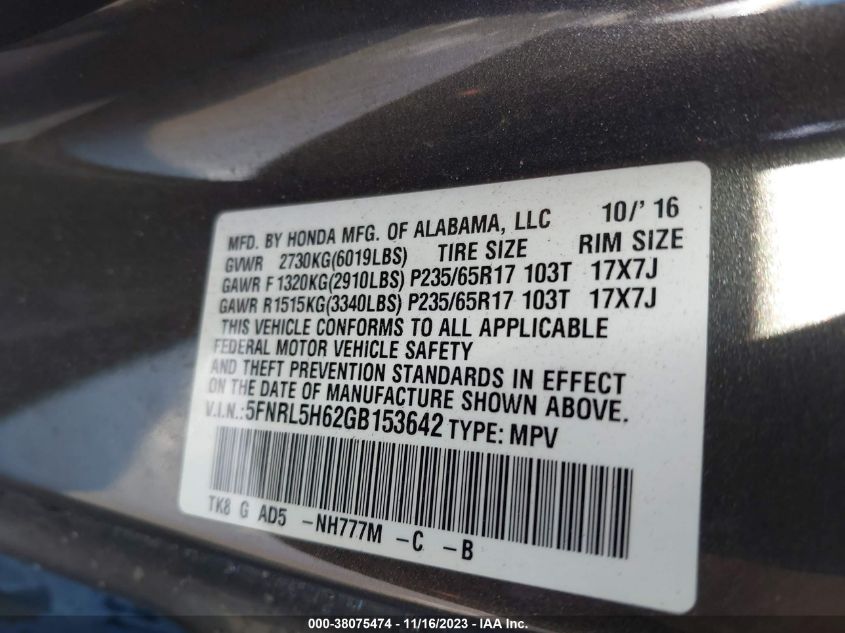 MFD. BY HONDA MFG. OF ALABAMA, LLC 10/'16
GVWR 2730KG(6019LBS) TIRE SIZE RIM SIZE
GAWR F 1320KG(2910LBS) P235/65R17 103T 17X7J
GAWR R1515KG(3340LBS) P235/65R17 103T 17X7J
THIS VEHICLE CONFORMS TO ALL APPLICABLE
FEDERAL MOTOR VEHICLE SAFETY
AND THEFT PREVENTION STANDARDS IN EFFECT
ON THE DATE OF MANUFACTURE SHOWN ABOVE.
V.I.N.:5FNRL5H62GB153642 TYPE: MPV
TK8 G AD5 -NH777M -C -B
000-38075474 - 11/16/2023 - IAA Inc.